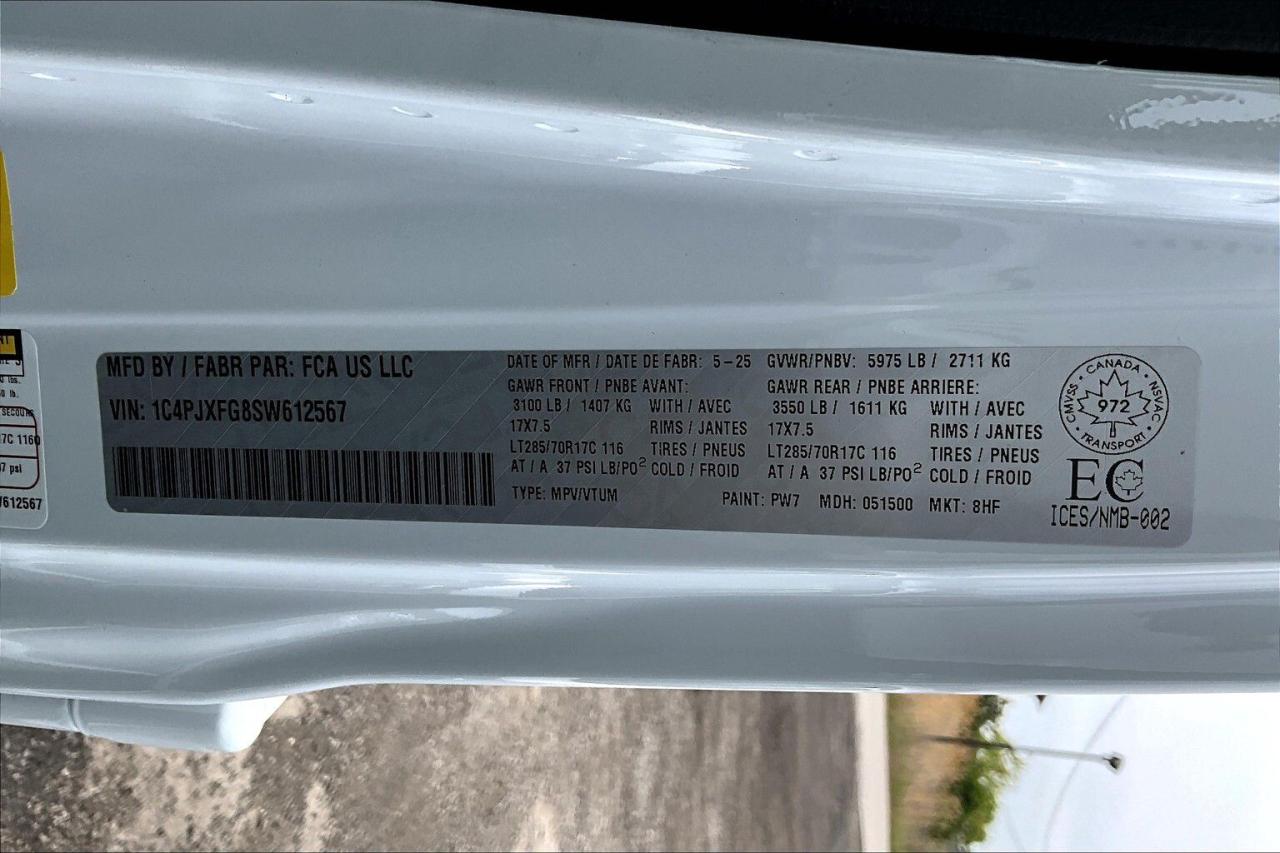 MFD BY / FABR PAR: FCA US LLC
VIN: 1C4PJXFG8SW612567
DATE OF MFR / DATE DE FABR: 5-25 GVWR/PNBV: 5975 LB / 2711 KG
GAWR FRONT / PNBE AVANT:
3100 LB / 1407 KG WITH / AVEC
17X7.5 RIMS / JANTES
LT285/70R17C 116 TIRES / PNEUS
AT / A 37 PSI LB/PO² COLD / FROID
GAWR REAR / PNBE ARRIERE:
3550 LB / 1611 KG WITH / AVEC
17X7.5 RIMS / JANTES
LT285/70R17C 116 TIRES / PNEUS
AT / A 37 PSI LB/PO² COLD / FROID
TYPE: MPV/VTUM PAINT: PW7 MDH: 051500 MKT: 8HF
CANADA
CMVSS 972 NSVAC
TRANSPORT
EC
ICES/NMB-002
SECOURS
37 psi